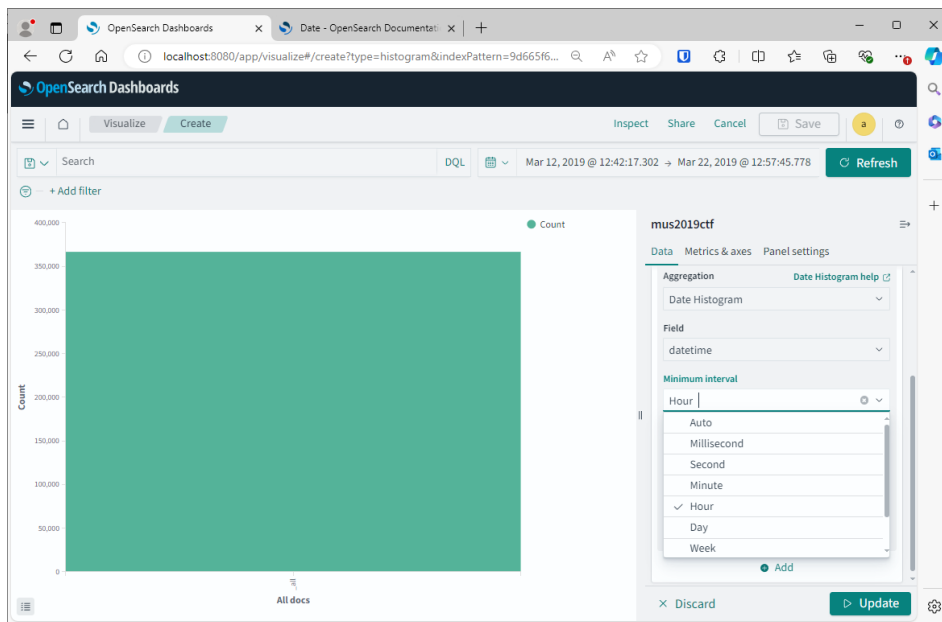 OpenSearch Dashboards
Date - OpenSearch Documentati
localhost:8080/app/visualize#/create?type=histogram&indexPattern=9d665f6...
OpenSearch Dashboards
Visualize
Create
Inspect
Share
Cancel
Save
a
Search
DQL
Mar 12, 2019 @ 12:42:17.302 → Mar 22, 2019 @ 12:57:45.778
Refresh
+ Add filter
400,000
350,000
300,000
250,000
200,000
150,000
100,000
50,000
0
Count
All docs
Count
mus2019ctf
Data
Metrics & axes
Panel settings
Aggregation
Date Histogram help
Date Histogram
Field
datetime
Minimum interval
Hour
Auto
Millisecond
Second
Minute
Hour
Day
Week
Add
Discard
Update